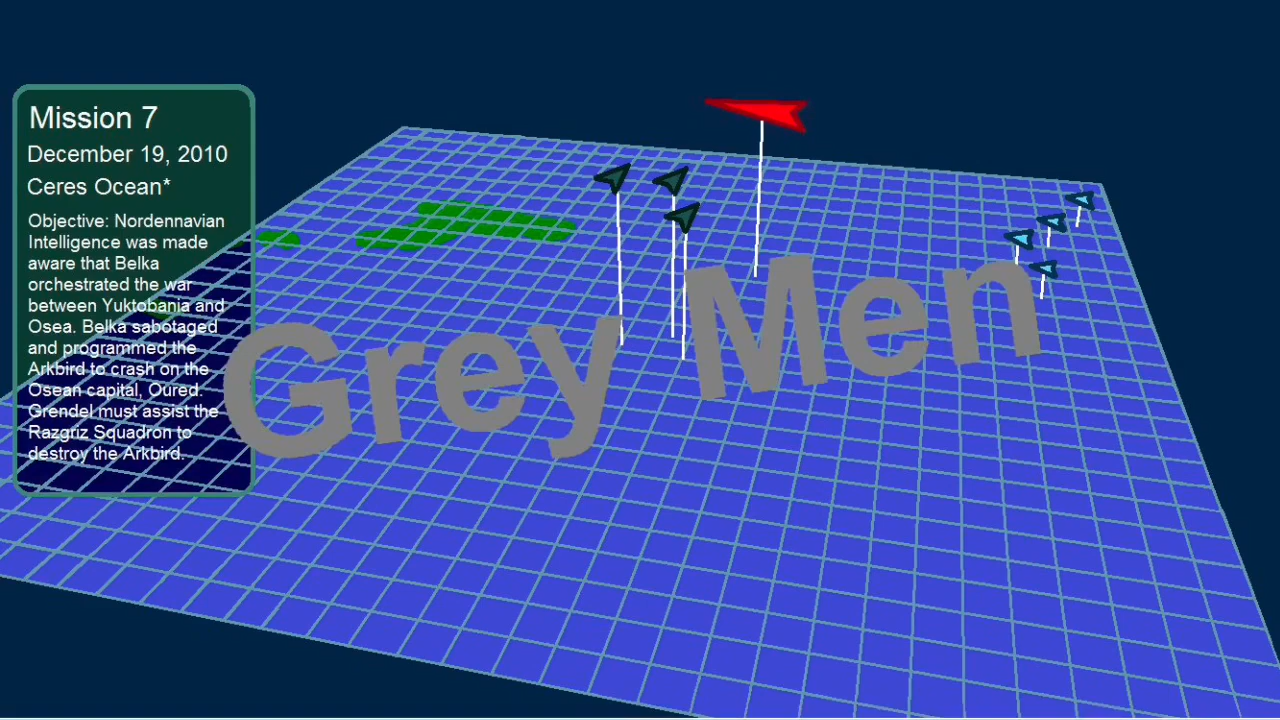 Mission 7
December 19, 2010
Ceres Ocean*
Objective: Nordennavian
Intelligence was made
aware that Belka
orchestrated the war
between Yuktobania and
Osea. Belka sabotaged
and programmed the
Arkbird to crash on the
Osean capital, Oured.
Grendel must assist the
Razgriz Squadron to
destroy the Arkbird.
Grey Men